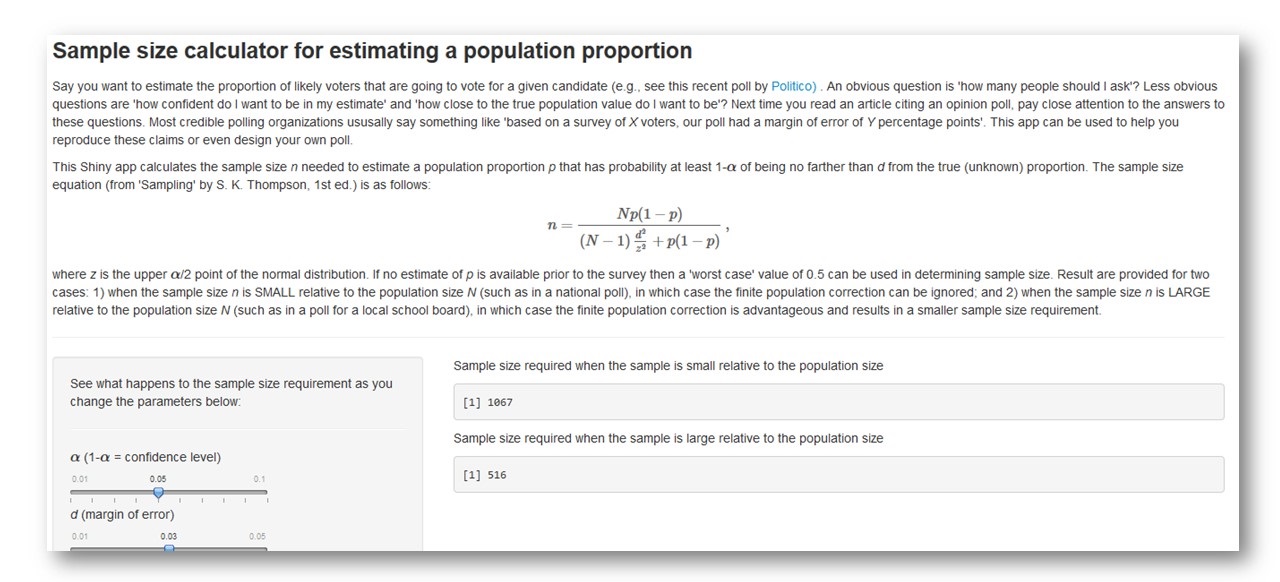 Sample size calculator for estimating a population proportion
Say you want to estimate the proportion of likely voters that are going to vote for a given candidate (e.g., see this recent poll by Politico) . An obvious question is 'how many people should I ask'? Less obvious
questions are 'how confident do I want to be in my estimate' and 'how close to the true population value do I want to be'? Next time you read an article citing an opinion poll, pay close attention to the answers to
these questions. Most credible polling organizations ususally say something like 'based on a survey of X voters, our poll had a margin of error of Y percentage points'. This app can be used to help you
reproduce these claims or even design your own poll.
This Shiny app calculates the sample size n needed to estimate a population proportion p that has probability at least 1-α of being no farther than d from the true (unknown) proportion. The sample size
equation (from 'Sampling' by S. K. Thompson, 1st ed.) is as follows:
n = Np(1 − p) / ((N − 1) d²/z² + p(1 − p)) ,
where z is the upper α/2 point of the normal distribution. If no estimate of p is available prior to the survey then a 'worst case' value of 0.5 can be used in determining sample size. Result are provided for two
cases: 1) when the sample size n is SMALL relative to the population size N (such as in a national poll), in which case the finite population correction can be ignored; and 2) when the sample size n is LARGE
relative to the population size N (such as in a poll for a local school board), in which case the finite population correction is advantageous and results in a smaller sample size requirement.
See what happens to the sample size requirement as you
change the parameters below:
α (1-α = confidence level)
0.01 0.05 0.1
d (margin of error)
0.01 0.03 0.05
Sample size required when the sample is small relative to the population size
[1] 1067
Sample size required when the sample is large relative to the population size
[1] 516